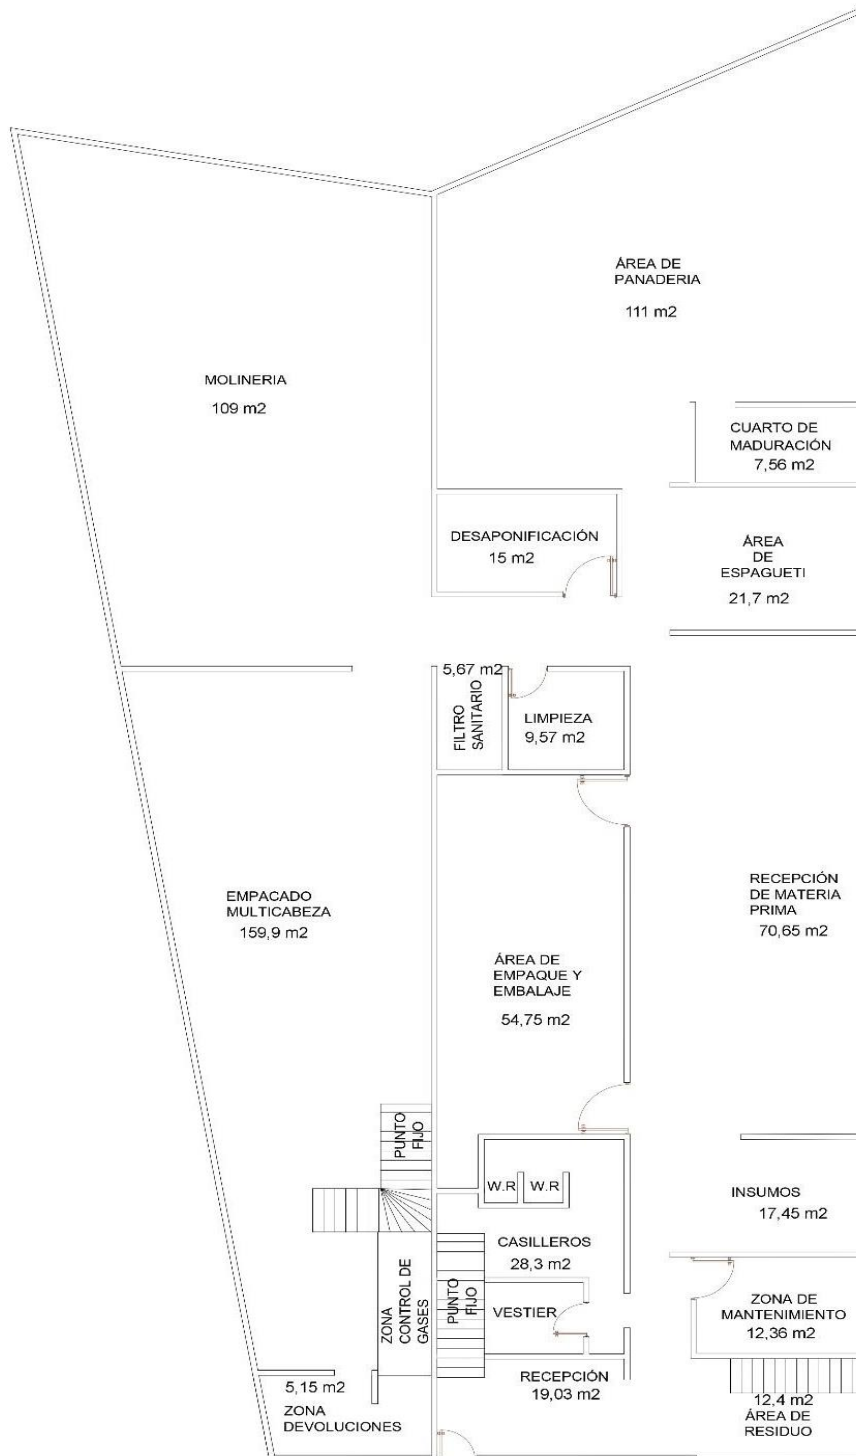 ÁREA DE
PANADERIA
111 m2
MOLINERIA
109 m2
CUARTO DE
MADURACIÓN
7,56 m2
DESAPONIFICACIÓN
15 m2
ÁREA
DE
ESPAGUETI
21,7 m2
5,67 m2
FILTRO
SANITARIO
LIMPIEZA
9,57 m2
EMPACADO
MULTICABEZA
159,9 m2
RECEPCIÓN
DE MATERIA
PRIMA
70,65 m2
ÁREA DE
EMPAQUE Y
EMBALAJE
54,75 m2
PUNTO
FIJO
W.R
W.R
INSUMOS
17,45 m2
CASILLEROS
28,3 m2
ZONA
CONTROL DE
GASES
PUNTO
FIJO
VESTIER
ZONA DE
MANTENIMIENTO
12,36 m2
RECEPCIÓN
19,03 m2
5,15 m2
ZONA
DEVOLUCIONES
12,4 m2
ÁREA DE
RESIDUO